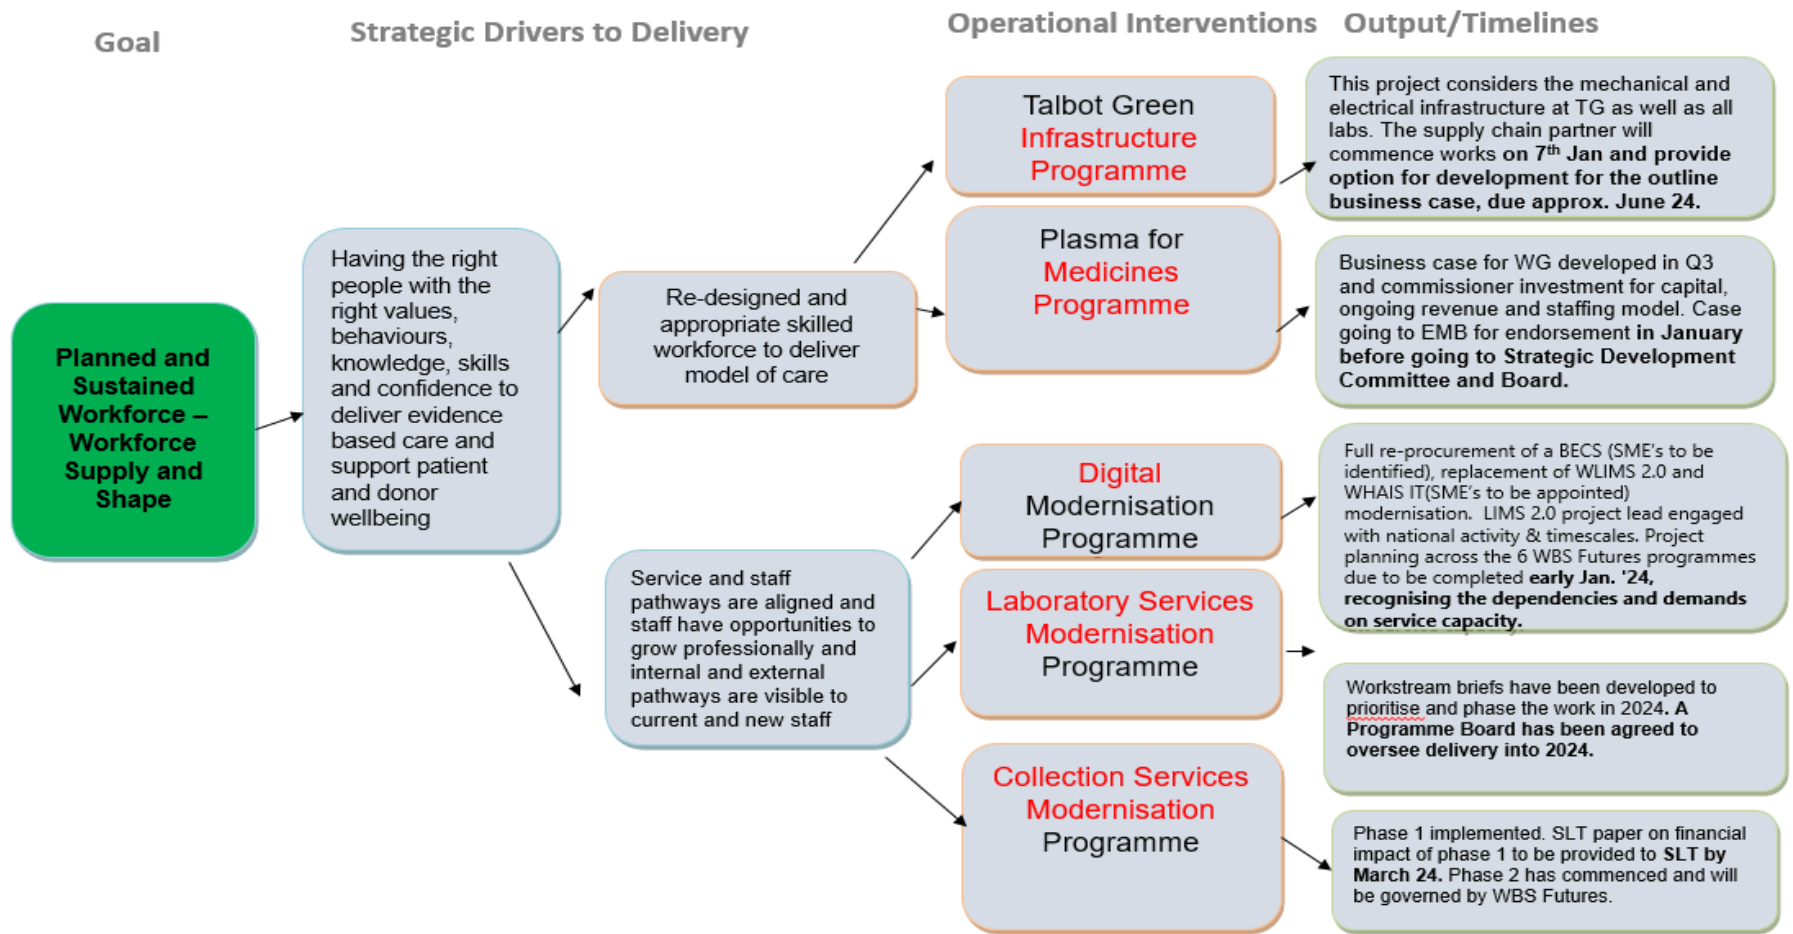 Goal
Strategic Drivers to Delivery
Operational Interventions
Output/Timelines
Planned and
Sustained
Workforce –
Workforce
Supply and
Shape
Having the right
people with the
right values,
behaviours,
knowledge, skills
and confidence to
deliver evidence
based care and
support patient
and donor
wellbeing
Re-designed and
appropriate skilled
workforce to deliver
model of care
Service and staff
pathways are aligned and
staff have opportunities to
grow professionally and
internal and external
pathways are visible to
current and new staff
Talbot Green
Infrastructure
Programme
Plasma for
Medicines
Programme
Digital
Modernisation
Programme
Laboratory Services
Modernisation
Programme
Collection Services
Modernisation
Programme
This project considers the mechanical and
electrical infrastructure at TG as well as all
labs. The supply chain partner will
commence works on 7th Jan and provide
option for development for the outline
business case, due approx. June 24.
Business case for WG developed in Q3
and commissioner investment for capital,
ongoing revenue and staffing model. Case
going to EMB for endorsement in January
before going to Strategic Development
Committee and Board.
Full re-procurement of a BECS (SME's to be
identified), replacement of WLIMS 2.0 and
WHAIS IT(SME's to be appointed)
modernisation.  LIMS 2.0 project lead engaged
with national activity & timescales. Project
planning across the 6 WBS Futures programmes
due to be completed early Jan. '24,
recognising the dependencies and demands
on service capacity.
Workstream briefs have been developed to
prioritise and phase the work in 2024. A
Programme Board has been agreed to
oversee delivery into 2024.
Phase 1 implemented. SLT paper on financial
impact of phase 1 to be provided to SLT by
March 24. Phase 2 has commenced and will
be governed by WBS Futures.